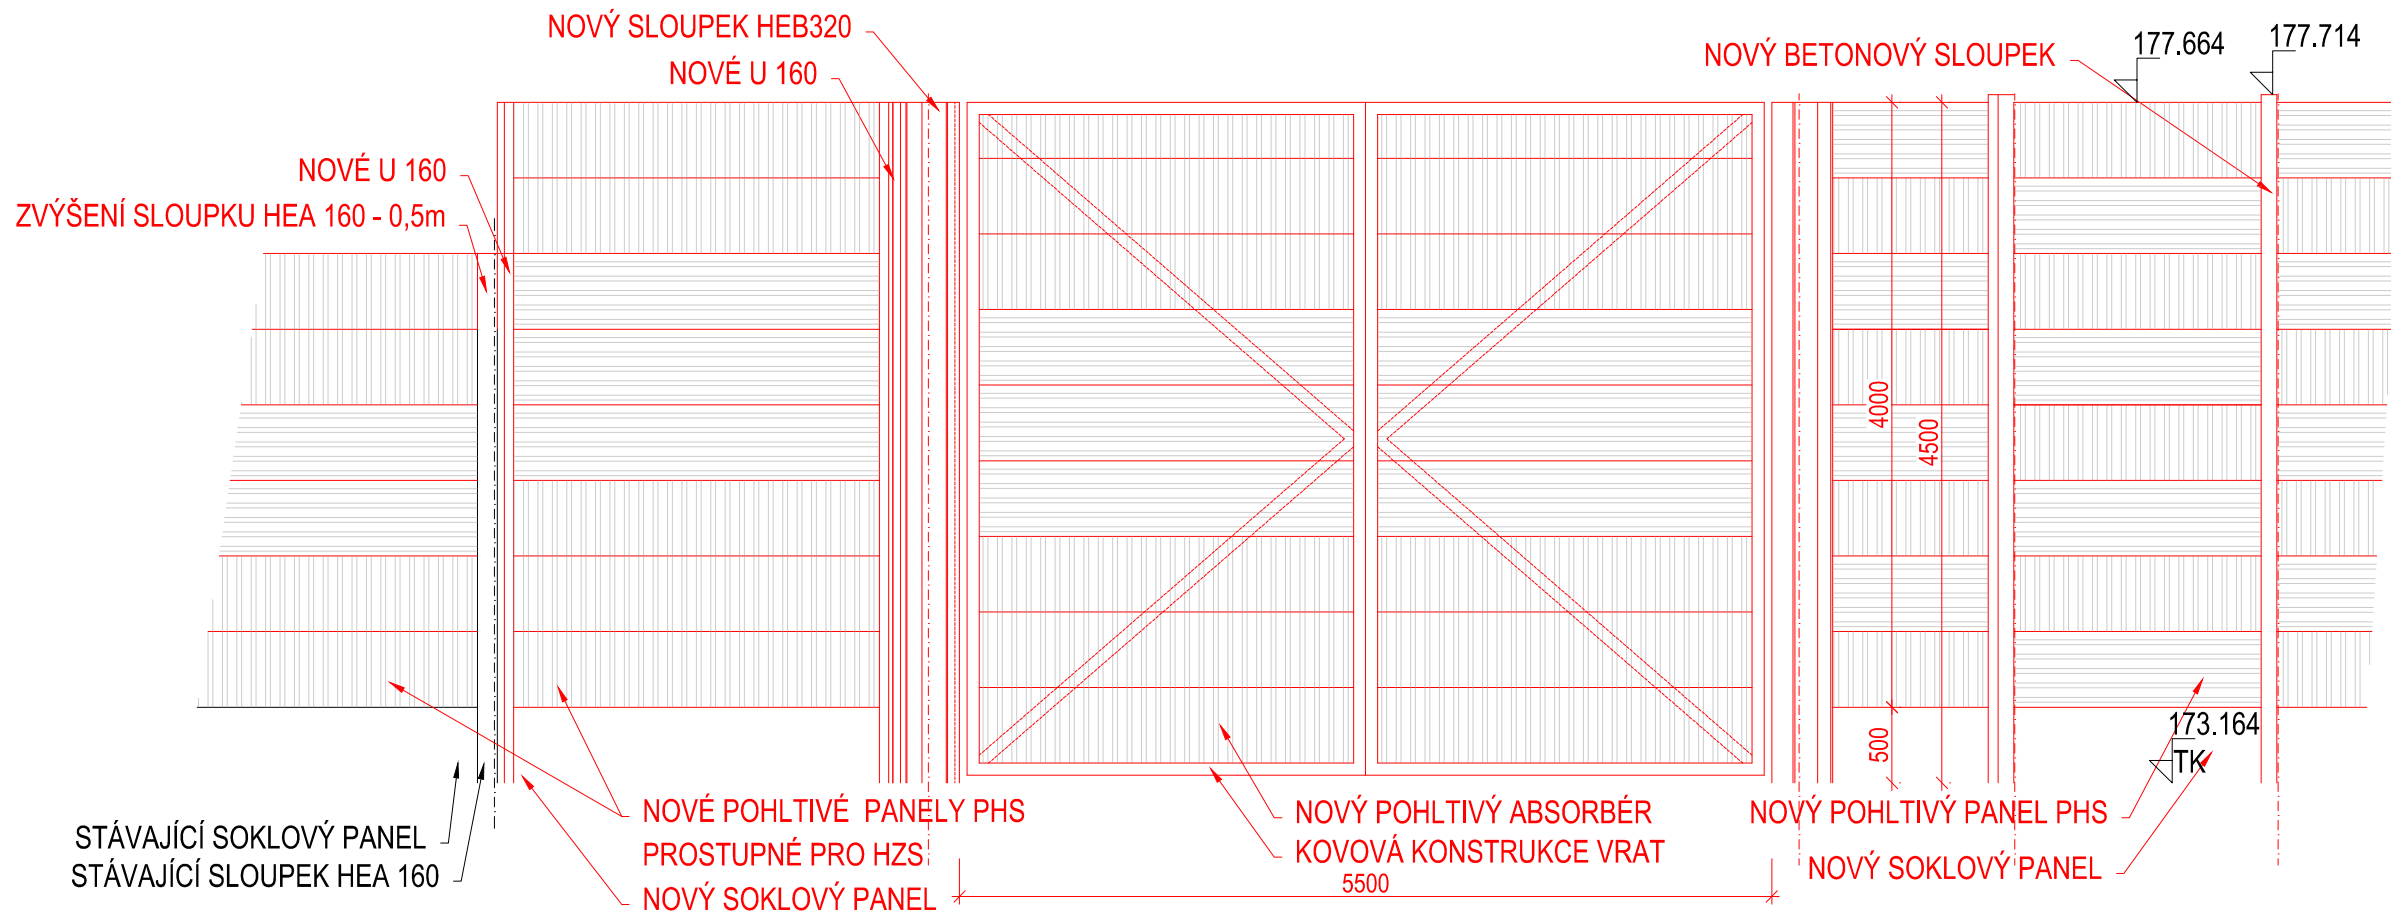 NOVÝ SLOUPEK HEB320
NOVÉ U 160
NOVÝ BETONOVÝ SLOUPEK
177.664
177.714
NOVÉ U 160
ZVÝŠENÍ SLOUPKU HEA 160 - 0,5m
4000
4500
500
173.164
TK
NOVÉ POHLTIVÉ PANELY PHS
PROSTUPNÉ PRO HZS
NOVÝ SOKLOVÝ PANEL
NOVÝ POHLTIVÝ ABSORBÉR
KOVOVÁ KONSTRUKCE VRAT
NOVÝ POHLTIVÝ PANEL PHS
NOVÝ SOKLOVÝ PANEL
STÁVAJÍCÍ SOKLOVÝ PANEL
STÁVAJÍCÍ SLOUPEK HEA 160
5500